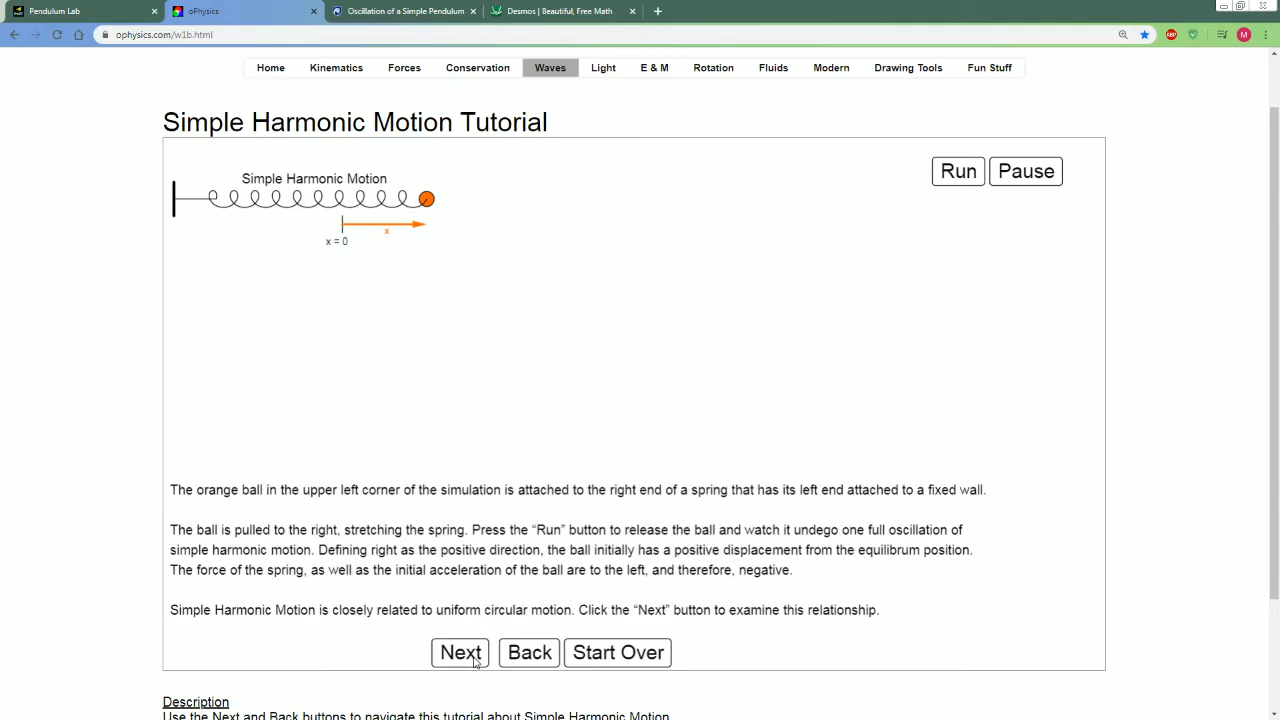 Pendulum Lab
oPhysics
Oscillation of a Simple Pendulum
Desmos | Beautiful, Free Math
ophysics.com/w1b.html
ABP
M
Home Kinematics Forces Conservation Waves Light E & M Rotation Fluids Modern Drawing Tools Fun Stuff
Simple Harmonic Motion Tutorial
Simple Harmonic Motion
Run Pause
x
x = 0
The orange ball in the upper left corner of the simulation is attached to the right end of a spring that has its left end attached to a fixed wall.
The ball is pulled to the right, stretching the spring. Press the “Run” button to release the ball and watch it undego one full oscillation of
simple harmonic motion. Defining right as the positive direction, the ball initially has a positive displacement from the equilibrum position.
The force of the spring, as well as the initial acceleration of the ball are to the left, and therefore, negative.
Simple Harmonic Motion is closely related to uniform circular motion. Click the “Next” button to examine this relationship.
Next Back Start Over
Description
Use the Next and Back buttons to navigate this tutorial about Simple Harmonic Motion.